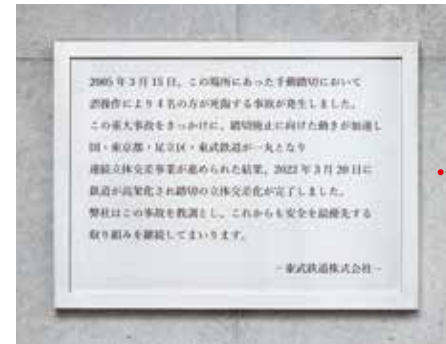 2005年3月15日、この場所にあった手動踏切において
誤操作により4名の方が死傷する事故が発生しました。
この重大事故をきっかけに、踏切廃止に向けた動きが加速し
国・東京都・足立区・東武鉄道が一丸となり
連続立体交差事業が進められた結果、2022年3月20日に
鉄道が高架化され踏切の立体交差化が完了しました。
弊社はこの事故を教訓とし、これからも安全を最優先する
取り組みを継続してまいります。
－東武鉄道株式会社－